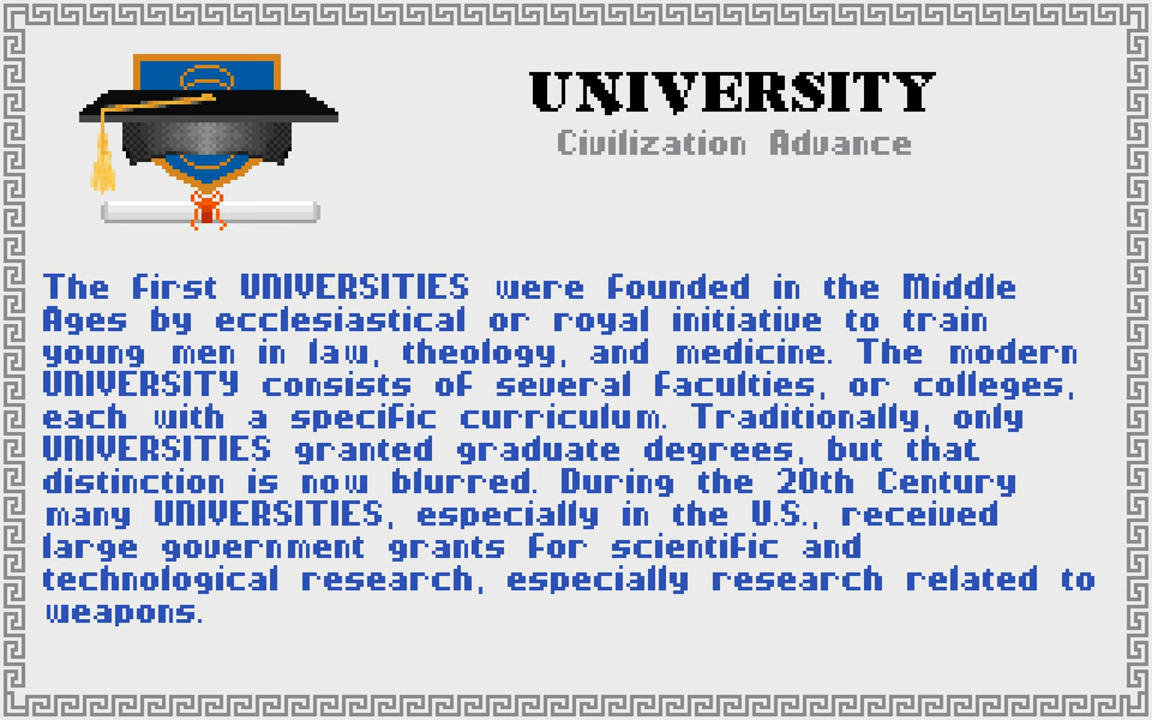 UNIVERSITY
Civilization Advance
The first UNIVERSITIES were founded in the Middle
Ages by ecclesiastical or royal initiative to train
young men in law, theology, and medicine. The modern
UNIVERSITY consists of several faculties, or colleges,
each with a specific curriculum. Traditionally, only
UNIVERSITIES granted graduate degrees, but that
distinction is now blurred. During the 20th Century
many UNIVERSITIES, especially in the U.S., received
large government grants for scientific and
technological research, especially research related to
weapons.